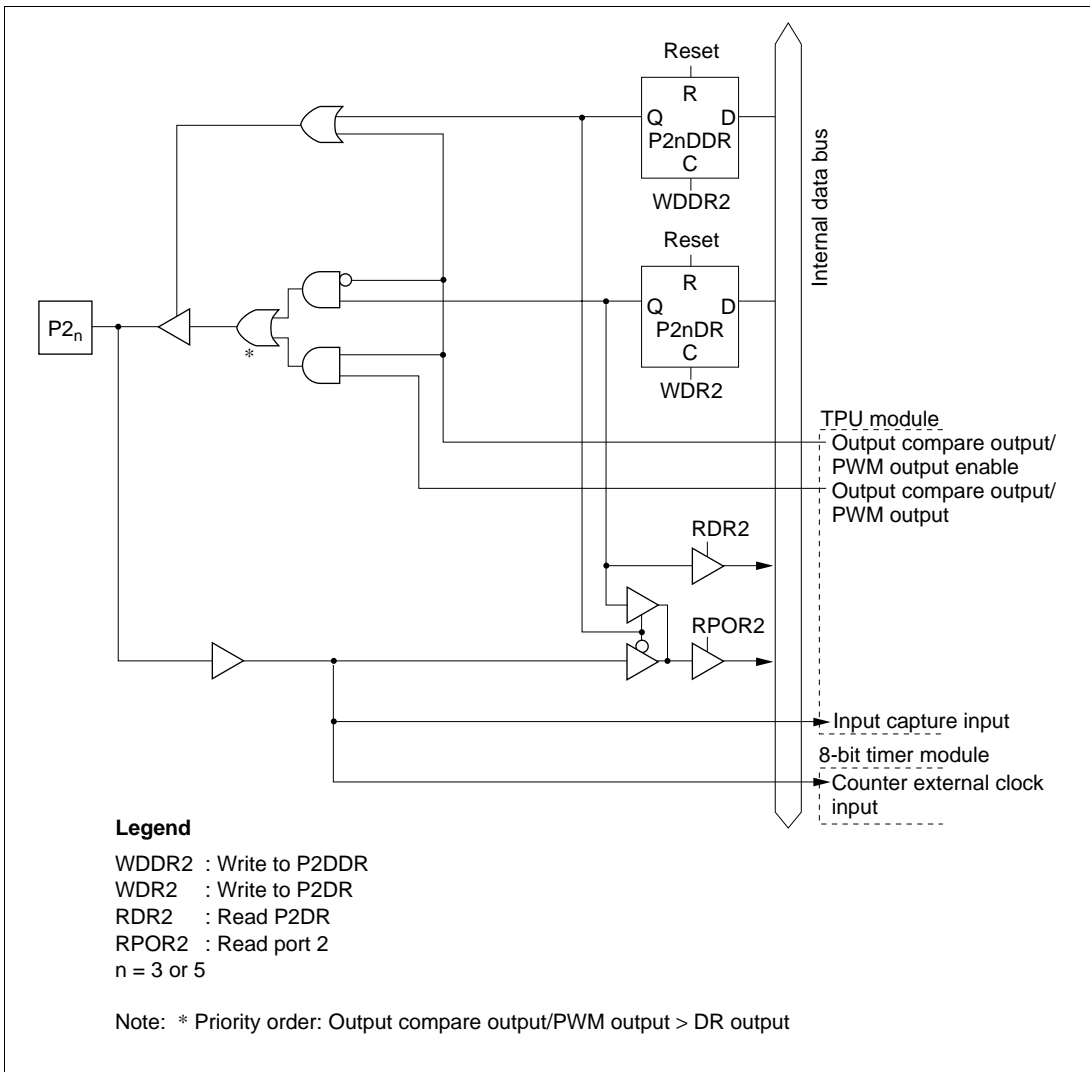 Reset
R
Q D
P2nDDR
C
WDDR2
Internal data bus
Reset
R
Q D
P2nDR
C
WDR2
P2n
*
TPU module
Output compare output/
PWM output enable
Output compare output/
PWM output
RDR2
RPOR2
Input capture input
8-bit timer module
Counter external clock
input
Legend
WDDR2 : Write to P2DDR
WDR2 : Write to P2DR
RDR2 : Read P2DR
RPOR2 : Read port 2
n = 3 or 5
Note: * Priority order: Output compare output/PWM output > DR output